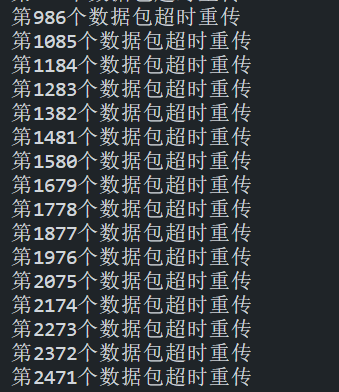 第986个数据包超时重传
第1085个数据包超时重传
第1184个数据包超时重传
第1283个数据包超时重传
第1382个数据包超时重传
第1481个数据包超时重传
第1580个数据包超时重传
第1679个数据包超时重传
第1778个数据包超时重传
第1877个数据包超时重传
第1976个数据包超时重传
第2075个数据包超时重传
第2174个数据包超时重传
第2273个数据包超时重传
第2372个数据包超时重传
第2471个数据包超时重传